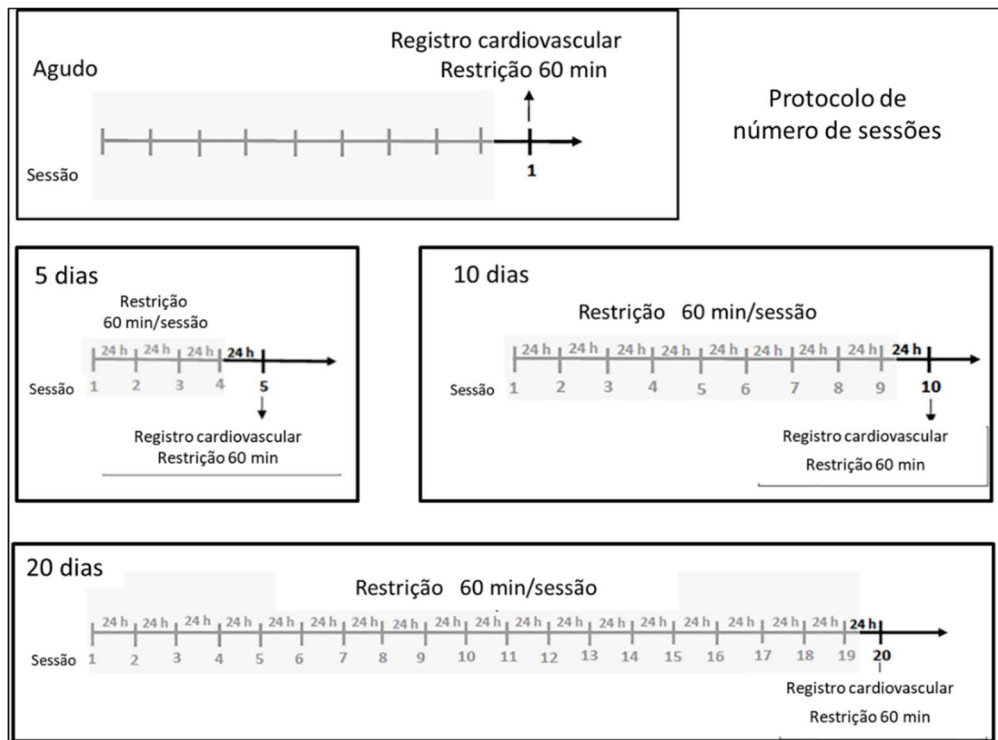 Agudo
Registro cardiovascular
Restrição 60 min
Sessão
1
Protocolo de
número de sessões
5 dias
Restrição
60 min/sessão
24 h 24 h 24 h 24 h
Sessão 1 2 3 4 5
Registro cardiovascular
Restrição 60 min
10 dias
Restrição 60 min/sessão
24 h 24 h 24 h 24 h 24 h 24 h 24 h 24 h 24 h
Sessão 1 2 3 4 5 6 7 8 9 10
Registro cardiovascular
Restrição 60 min
20 dias
Restrição 60 min/sessão
24 h 24 h 24 h 24 h 24 h 24 h 24 h 24 h 24 h 24 h 24 h 24 h 24 h 24 h 24 h 24 h 24 h 24 h 24 h
Sessão 1 2 3 4 5 6 7 8 9 10 11 12 13 14 15 16 17 18 19 20
Registro cardiovascular
Restrição 60 min